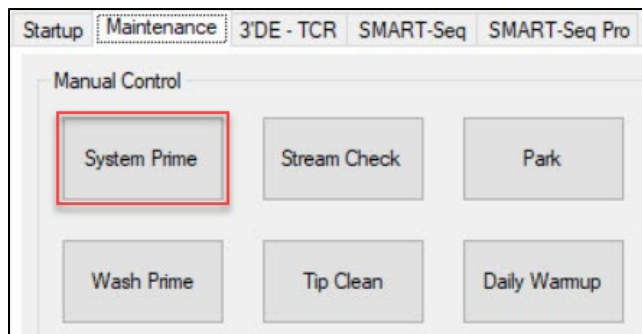 Startup Maintenance 3'DE - TCR SMART-Seq SMART-Seq Pro
Manual Control
System Prime Stream Check Park
Wash Prime Tip Clean Daily Warmup